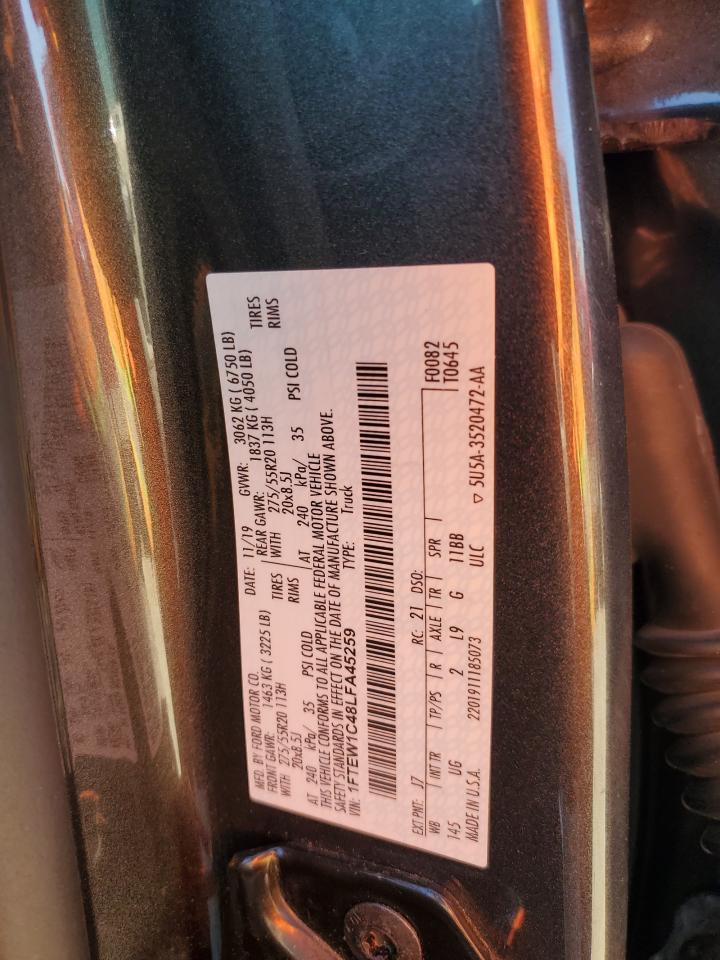 MFD. BY FORD MOTOR CO.
DATE: 11/19 GVWR: 3062 KG ( 6750 LB)
FRONT GAWR: 1463 KG ( 3225 LB) REAR GAWR: 1837 KG ( 4050 LB)
WITH 275/55R20 113H TIRES WITH 275/55R20 113H TIRES
20x8.5J RIMS 20x8.5J RIMS
AT 240 kPa/ 35 PSI COLD AT 240 kPa/ 35 PSI COLD
THIS VEHICLE CONFORMS TO ALL APPLICABLE FEDERAL MOTOR VEHICLE
SAFETY STANDARDS IN EFFECT ON THE DATE OF MANUFACTURE SHOWN ABOVE.
VIN: 1FTEW1C48LFA45259 TYPE: Truck
EXT PNT: J7 RC: 21 DSO: F0082
WB INT TR TP/PS R AXLE TR SPR T0645
145 UG 2 L9 G 11BB
MADE IN U.S.A. 2201911185073 ULC ▽ 5U5A-3520472-AA